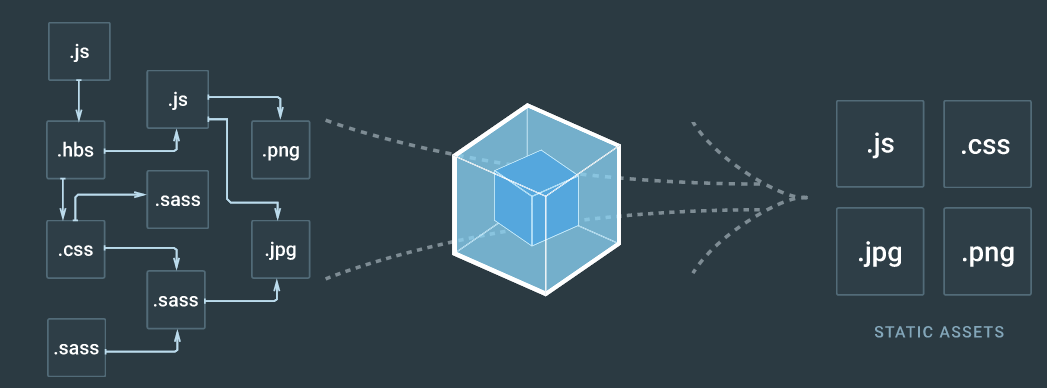 .js
.js
.hbs
.png
.sass
.css
.jpg
.sass
.sass
.js
.css
.jpg
.png
STATIC ASSETS